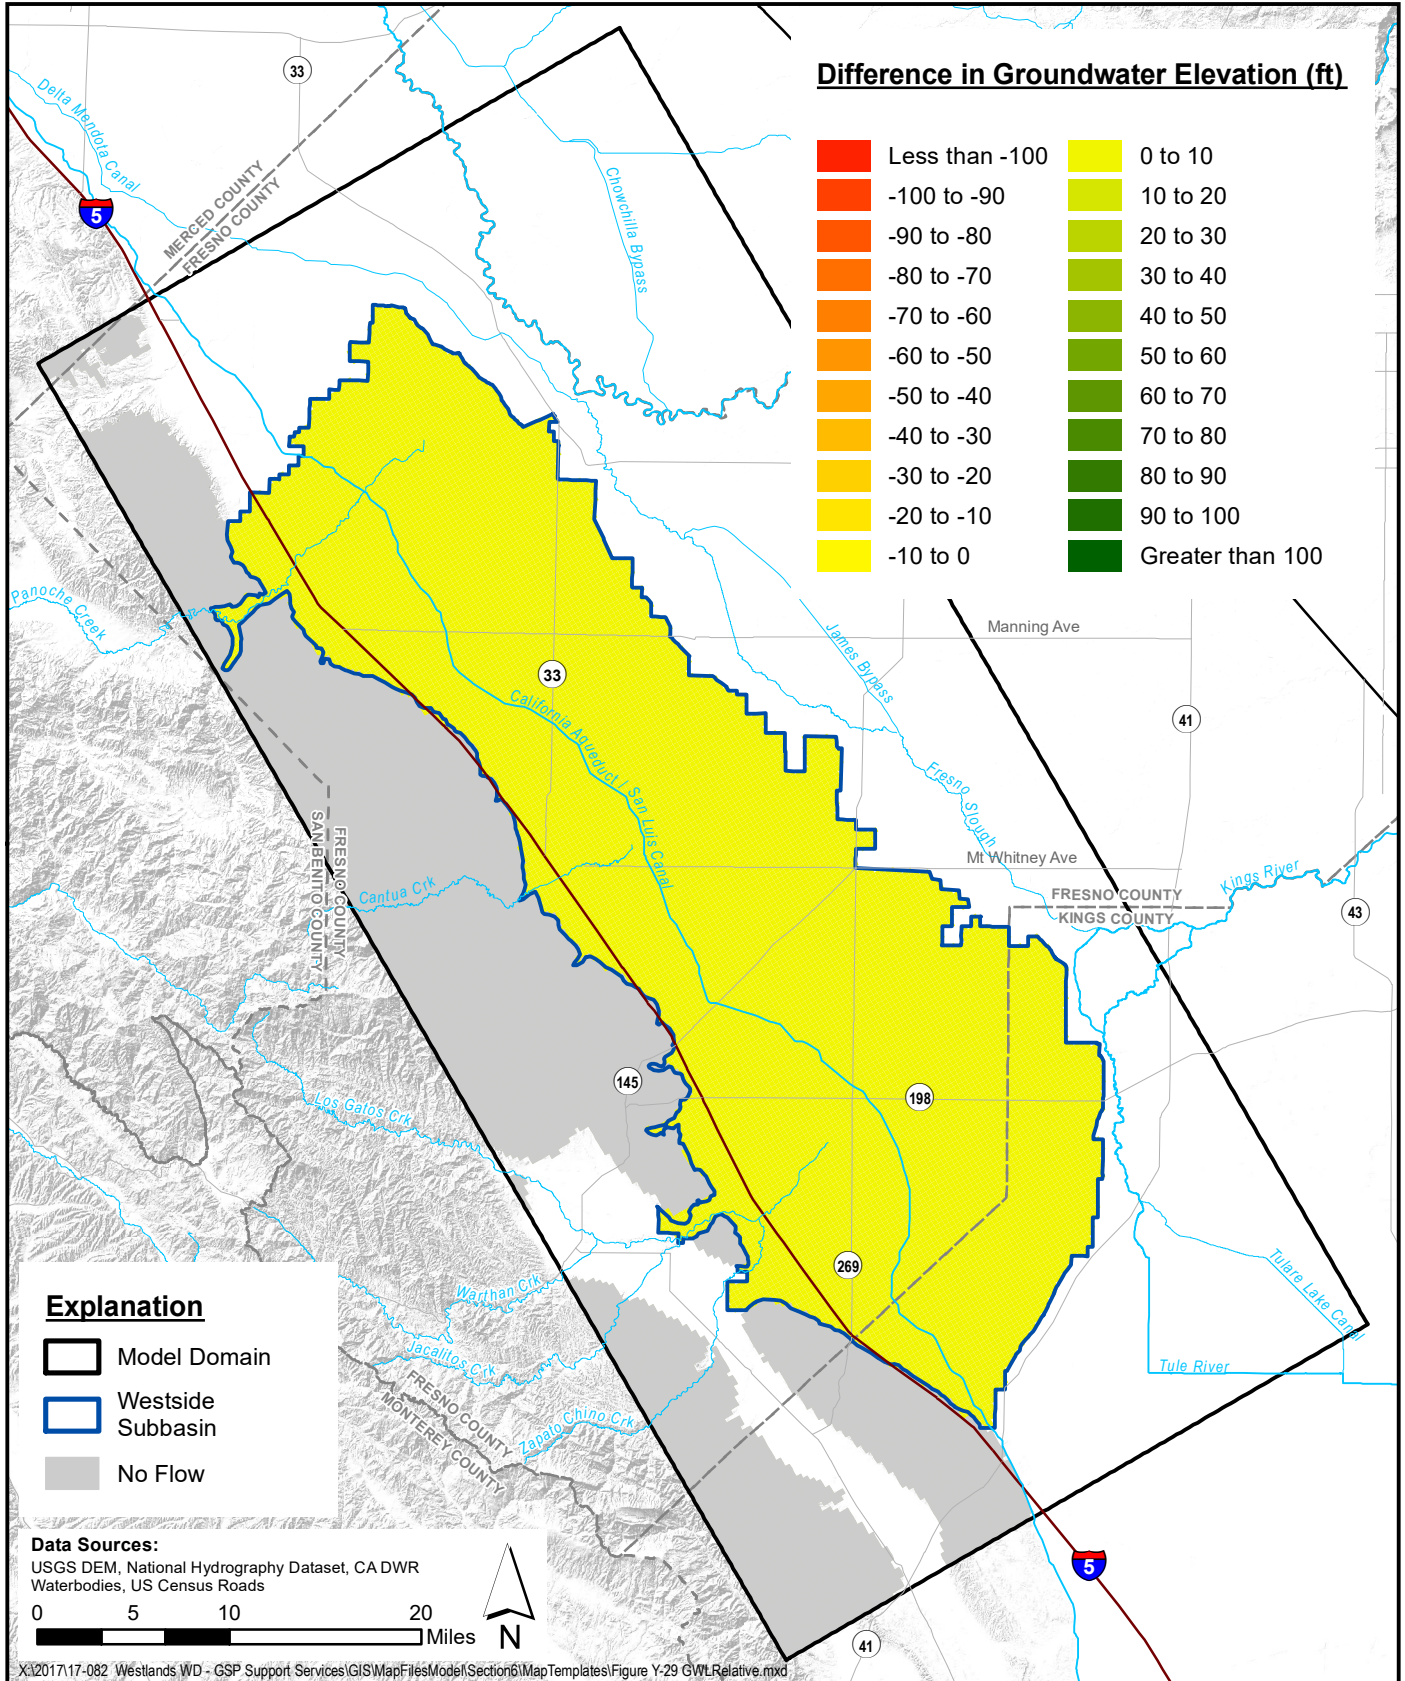 Difference in Groundwater Elevation (ft)
Less than -100
-100 to -90
-90 to -80
-80 to -70
-70 to -60
-60 to -50
-50 to -40
-40 to -30
-30 to -20
-20 to -10
-10 to 0
0 to 10
10 to 20
20 to 30
30 to 40
40 to 50
50 to 60
60 to 70
70 to 80
80 to 90
90 to 100
Greater than 100
33
Delta Mendota Canal
5
MERCED COUNTY
FRESNO COUNTY
Chowchilla Bypass
Panoche Creek
James Bypass
Manning Ave
33
41
California Aqueduct / San Luis Canal
Fresno Slough
SAN BENITO COUNTY
FRESNO COUNTY
Cantua Crk
Mt Whitney Ave
Kings River
FRESNO COUNTY
KINGS COUNTY
43
145
198
Los Gatos Crk
269
Warthan Crk
Jacalitos Crk
Zapato Chino Crk
FRESNO COUNTY
MONTEREY COUNTY
Tulare Lake Canal
Tule River
5
41
Explanation
Model Domain
Westside
Subbasin
No Flow
Data Sources:
USGS DEM, National Hydrography Dataset, CA DWR
Waterbodies, US Census Roads
0 5 10 20
Miles
N
X:\2017\17-082 Westlands WD - GSP Support Services\GIS\MapFilesModel\Section6\MapTemplates\Figure Y-29 GWLRelative.mxd